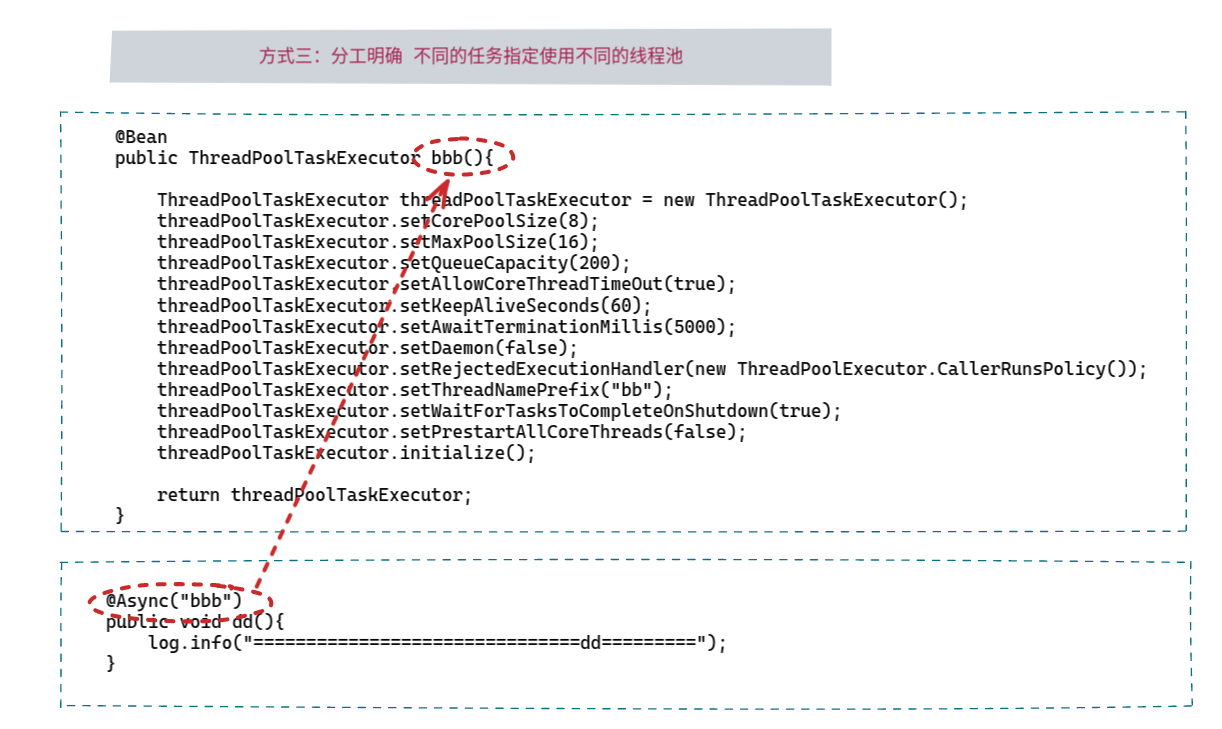 方式三：分工明确 不同的任务指定使用不同的线程池
@Bean
public ThreadPoolTaskExecutor bbb(){
ThreadPoolTaskExecutor threadPoolTaskExecutor = new ThreadPoolTaskExecutor();
threadPoolTaskExecutor.setCorePoolSize(8);
threadPoolTaskExecutor.setMaxPoolSize(16);
threadPoolTaskExecutor.setQueueCapacity(200);
threadPoolTaskExecutor.setAllowCoreThreadTimeOut(true);
threadPoolTaskExecutor.setKeepAliveSeconds(60);
threadPoolTaskExecutor.setAwaitTerminationMillis(5000);
threadPoolTaskExecutor.setDaemon(false);
threadPoolTaskExecutor.setRejectedExecutionHandler(new ThreadPoolExecutor.CallerRunsPolicy());
threadPoolTaskExecutor.setThreadNamePrefix("bb");
threadPoolTaskExecutor.setWaitForTasksToCompleteOnShutdown(true);
threadPoolTaskExecutor.setPrestartAllCoreThreads(false);
threadPoolTaskExecutor.initialize();
return threadPoolTaskExecutor;
}
@Async("bbb")
public void dd(){
log.info("===============================dd=========");
}